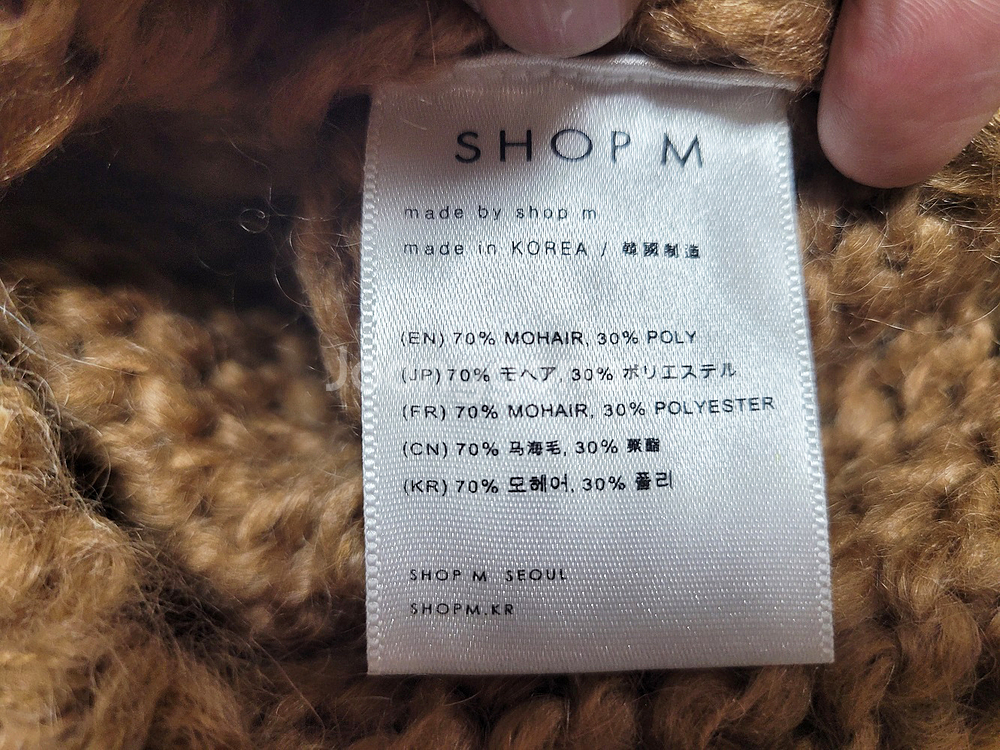 SHOP M
made by shop m
made in KOREA / 韓國制造
(EN) 70% MOHAIR, 30% POLY
(JP) 70% モヘア, 30% ポリエステル
(FR) 70% MOHAIR, 30% POLYESTER
(CN) 70% 马海毛, 30% 聚酯
(KR) 70% 모헤어, 30% 폴리
SHOP M SEOUL
SHOPM.KR